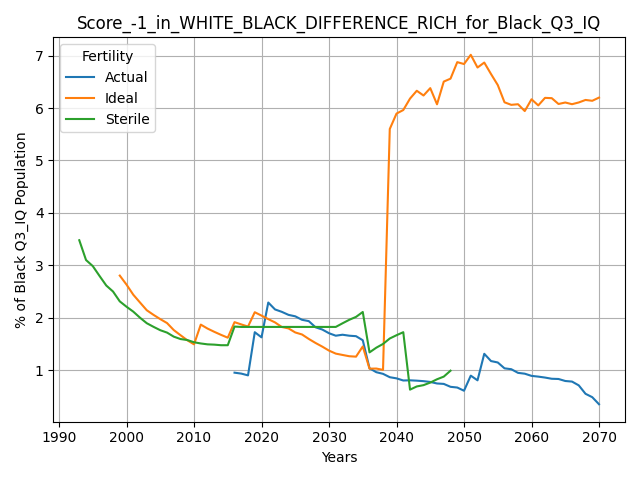 Score_-1_in_WHITE_BLACK_DIFFERENCE_RICH_for_Black_Q3_IQ
Fertility
Actual
Ideal
Sterile
% of Black Q3_IQ Population
7
6
5
4
3
2
1
1990 2000 2010 2020 2030 2040 2050 2060 2070
Years